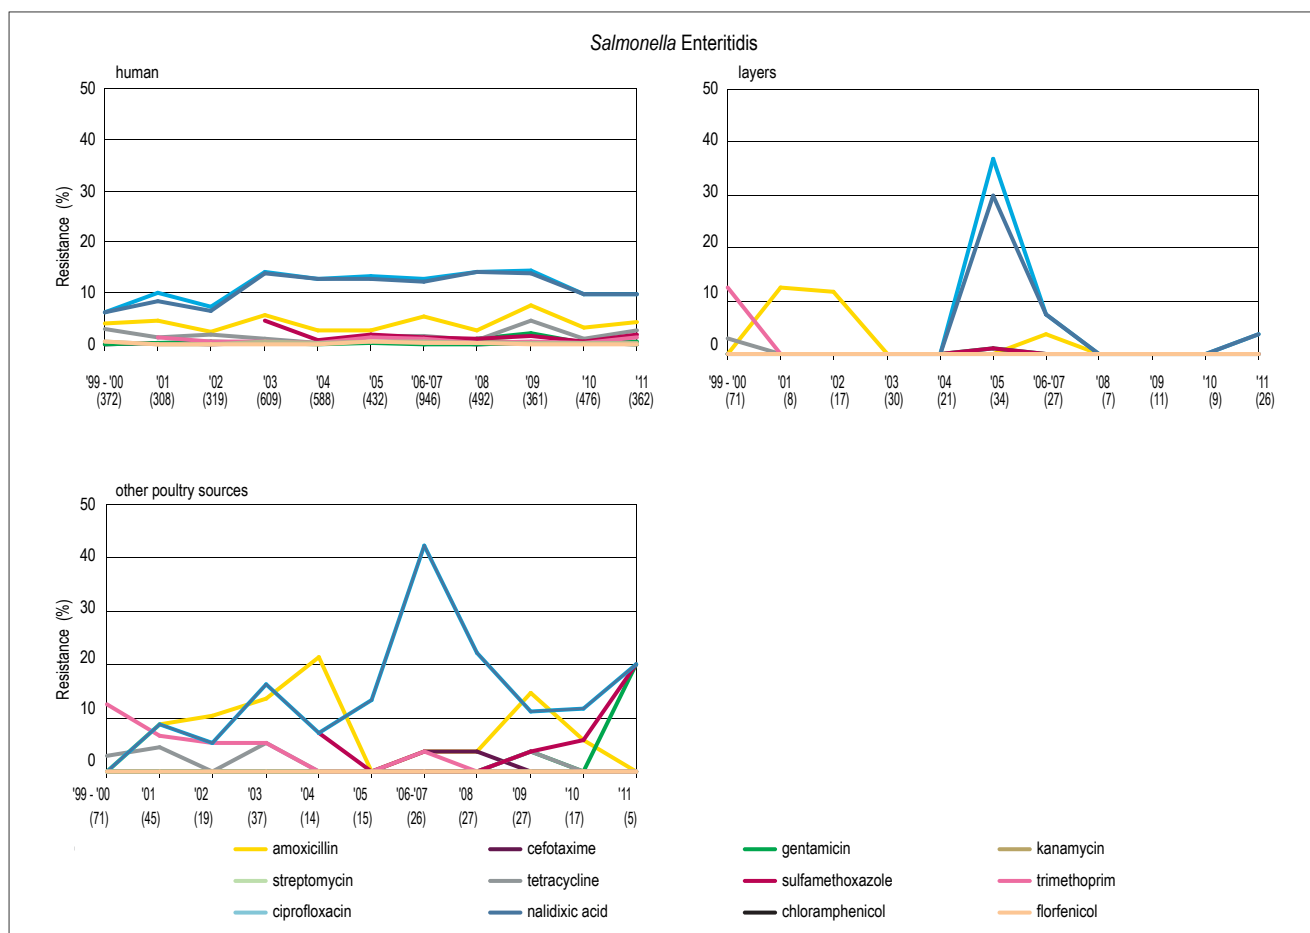 Salmonella Enteritidis
human
50
40
30
20
10
0
Resistance (%)
'99 - '00 '01 '02 '03 '04 '05 '06-'07 '08 '09 '10 '11
(372) (308) (319) (609) (588) (432) (946) (492) (361) (476) (362)
layers
50
40
30
20
10
0
'99 - '00 '01 '02 '03 '04 '05 '06-'07 '08 '09 '10 '11
(71) (8) (17) (30) (21) (34) (27) (7) (11) (9) (26)
other poultry sources
50
40
30
20
10
0
Resistance (%)
'99 - '00 '01 '02 '03 '04 '05 '06-'07 '08 '09 '10 '11
(71) (45) (19) (37) (14) (15) (26) (27) (27) (17) (5)
amoxicillin cefotaxime gentamicin kanamycin
streptomycin tetracycline sulfamethoxazole trimethoprim
ciprofloxacin nalidixic acid chloramphenicol florfenicol